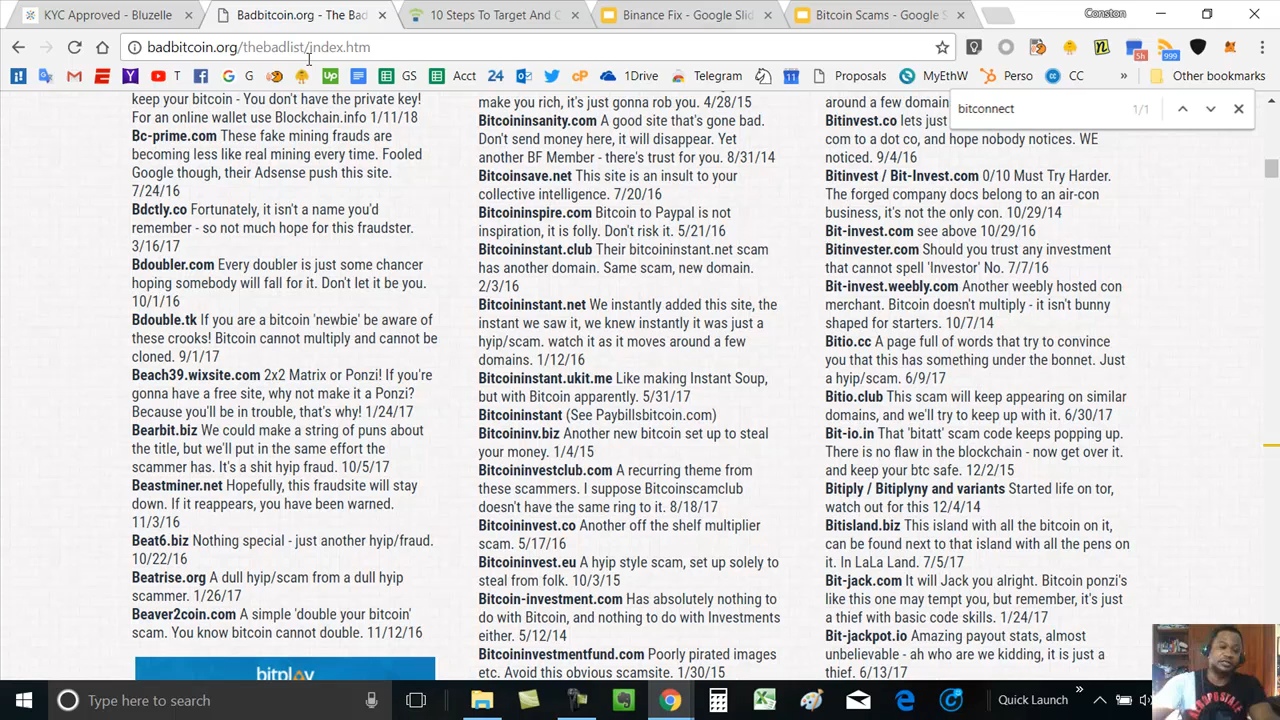 KYC Approved - Bluzelle
Badbitcoin.org - The Bad
10 Steps To Target And C
Binance Fix - Google Slid
Bitcoin Scams - Google S
Conston
badbitcoin.org/thebadlist/index.htm
T
G
GS
Acct
24
1Drive
Telegram
11
Proposals
MyEthW
Perso
CC
»
Other bookmarks
999
bitconnect
1/1
keep your bitcoin - You don't have the private key!
For an online wallet use Blockchain.info 1/11/18
Bc-prime.com These fake mining frauds are
becoming less like real mining every time. Fooled
Google though, their Adsense push this site.
7/24/16
Bdctly.co Fortunately, it isn't a name you'd
remember - so not much hope for this fraudster.
3/16/17
Bdoubler.com Every doubler is just some chancer
hoping somebody will fall for it. Don't let it be you.
10/1/16
Bdouble.tk If you are a bitcoin 'newbie' be aware of
these crooks! Bitcoin cannot multiply and cannot be
cloned. 9/1/17
Beach39.wixsite.com 2x2 Matrix or Ponzi! If you're
gonna have a free site, why not make it a Ponzi?
Because you'll be in trouble, that's why! 1/24/17
Bearbit.biz We could make a string of puns about
the title, but we'll put in the same effort the
scammer has. It's a shit hyip fraud. 10/5/17
Beastminer.net Hopefully, this fraudsite will stay
down. If it reappears, you have been warned.
11/3/16
Beat6.biz Nothing special - just another hyip/fraud.
10/22/16
Beatrise.org A dull hyip/scam from a dull hyip
scammer. 1/26/17
Beaver2coin.com A simple 'double your bitcoin'
scam. You know bitcoin cannot double. 11/12/16
bitplay
make you rich, it's just gonna rob you. 4/28/15
Bitcoininsanity.com A good site that's gone bad.
Don't send money here, it will disappear. Yet
another BF Member - there's trust for you. 8/31/14
Bitcoinsave.net This site is an insult to your
collective intelligence. 7/20/16
Bitcoininspire.com Bitcoin to Paypal is not
inspiration, it is folly. Don't risk it. 5/21/16
Bitcoininstant.club Their bitcoininstant.net scam
has another domain. Same scam, new domain.
2/3/16
Bitcoininstant.net We instantly added this site, the
instant we saw it, we knew instantly it was just a
hyip/scam. watch it as it moves around a few
domains. 1/12/16
Bitcoininstant.ukit.me Like making Instant Soup,
but with Bitcoin apparently. 5/31/17
Bitcoininstant (See Paybillsbitcoin.com)
Bitcoininv.biz Another new bitcoin set up to steal
your money. 1/4/15
Bitcoininvestclub.com A recurring theme from
these scammers. I suppose Bitcoinscamclub
doesn't have the same ring to it. 8/18/17
Bitcoininvest.co Another off the shelf multiplier
scam. 5/17/16
Bitcoininvest.eu A hyip style scam, set up solely to
steal from folk. 10/3/15
Bitcoin-investment.com Has absolutely nothing to
do with Bitcoin, and nothing to do with Investments
either. 5/12/14
Bitcoininvestmentfund.com Poorly pirated images
etc. Avoid this obvious scamsite. 1/30/15
around a few domain
Bitinvest.co lets just
com to a dot co, and hope nobody notices. WE
noticed. 9/4/16
Bitinvest / Bit-Invest.com 0/10 Must Try Harder.
The forged company docs belong to an air-con
business, it's not the only con. 10/29/14
Bit-invest.com see above 10/29/16
Bitinvester.com Should you trust any investment
that cannot spell 'Investor' No. 7/7/16
Bit-invest.weebly.com Another weebly hosted con
merchant. Bitcoin doesn't multiply - it isn't bunny
shaped for starters. 10/7/14
Bitio.cc A page full of words that try to convince
you that this has something under the bonnet. Just
a hyip/scam. 6/9/17
Bitio.club This scam will keep appearing on similar
domains, and we'll try to keep up with it. 6/30/17
Bit-io.in That 'bitatt' scam code keeps popping up.
There is no flaw in the blockchain - now get over it.
and keep your btc safe. 12/2/15
Bitiply / Bitiplyny and variants Started life on tor,
watch out for this 12/4/14
Bitisland.biz This island with all the bitcoin on it,
can be found next to that island with all the pens on
it. In LaLa Land. 7/5/17
Bit-jack.com It will Jack you alright. Bitcoin ponzi's
like this one may tempt you, but remember, it's just
a thief with basic code skills. 1/24/17
Bit-jackpot.io Amazing payout stats, almost
unbelievable - ah who are we kidding, it is just a
thief. 6/13/17
Type here to search
Quick Launch
»